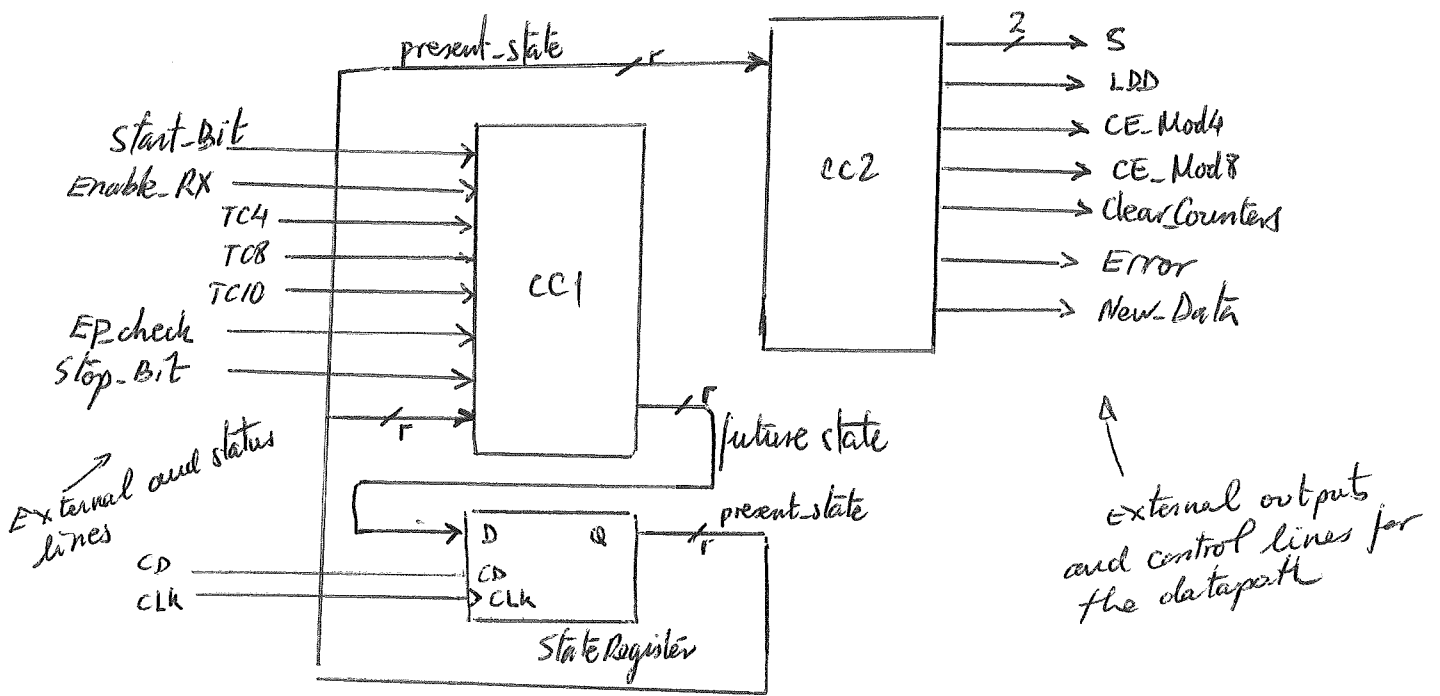 present_state
r
2
S
LDD
CE_Mod4
CE_Mod8
Clear_Counters
Error
New_Data
CC2
Start_Bit
Enable_RX
TC4
TC8
TC10
EP_check
Stop_Bit
r
CC1
r
future state
External and status
lines
present_state
r
D Q
CD
CLK
CD
CLK
State Register
External outputs
and control lines for
the datapath